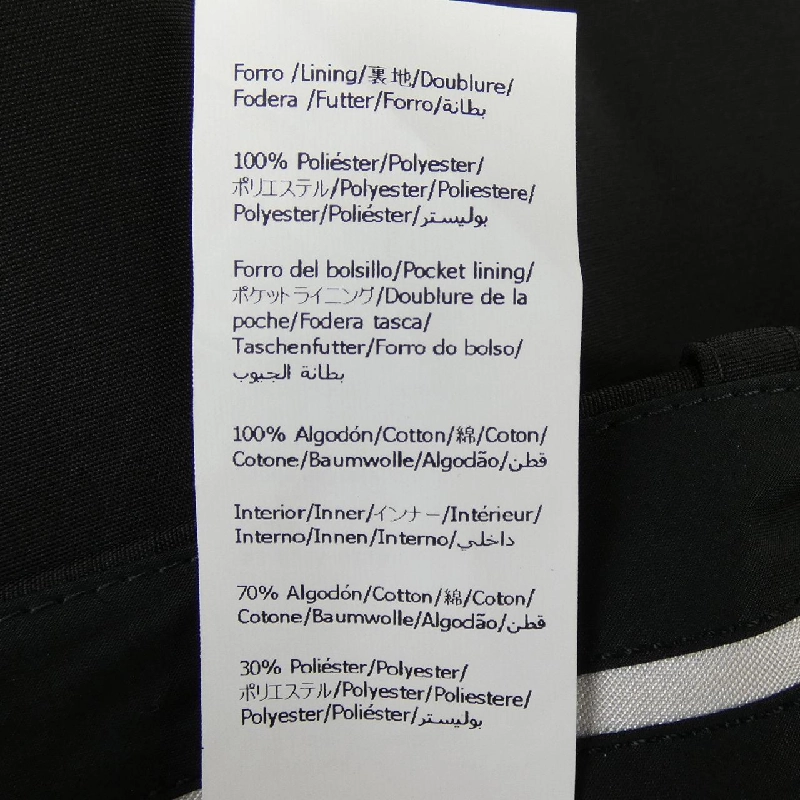 Forro /Lining/裏地/Doublure/
Fodera /Futter/Forro/بطانة
100% Poliéster/Polyester/
ポリエステル/Polyester/Poliestere/
Polyester/Poliéster/بوليستر
Forro del bolsillo/Pocket lining/
ポケットライニング/Doublure de la
poche/Fodera tasca/
Taschenfutter/Forro do bolso/
بطانة الجيوب
100% Algodón/Cotton/綿/Coton/
Cotone/Baumwolle/Algodão/قطن
Interior/Inner/インナー/Intérieur/
Interno/Innen/Interno/داخلي
70% Algodón/Cotton/綿/Coton/
Cotone/Baumwolle/Algodão/قطن
30% Poliéster/Polyester/
ポリエステル/Polyester/Poliestere/
Polyester/Poliéster/بوليستر